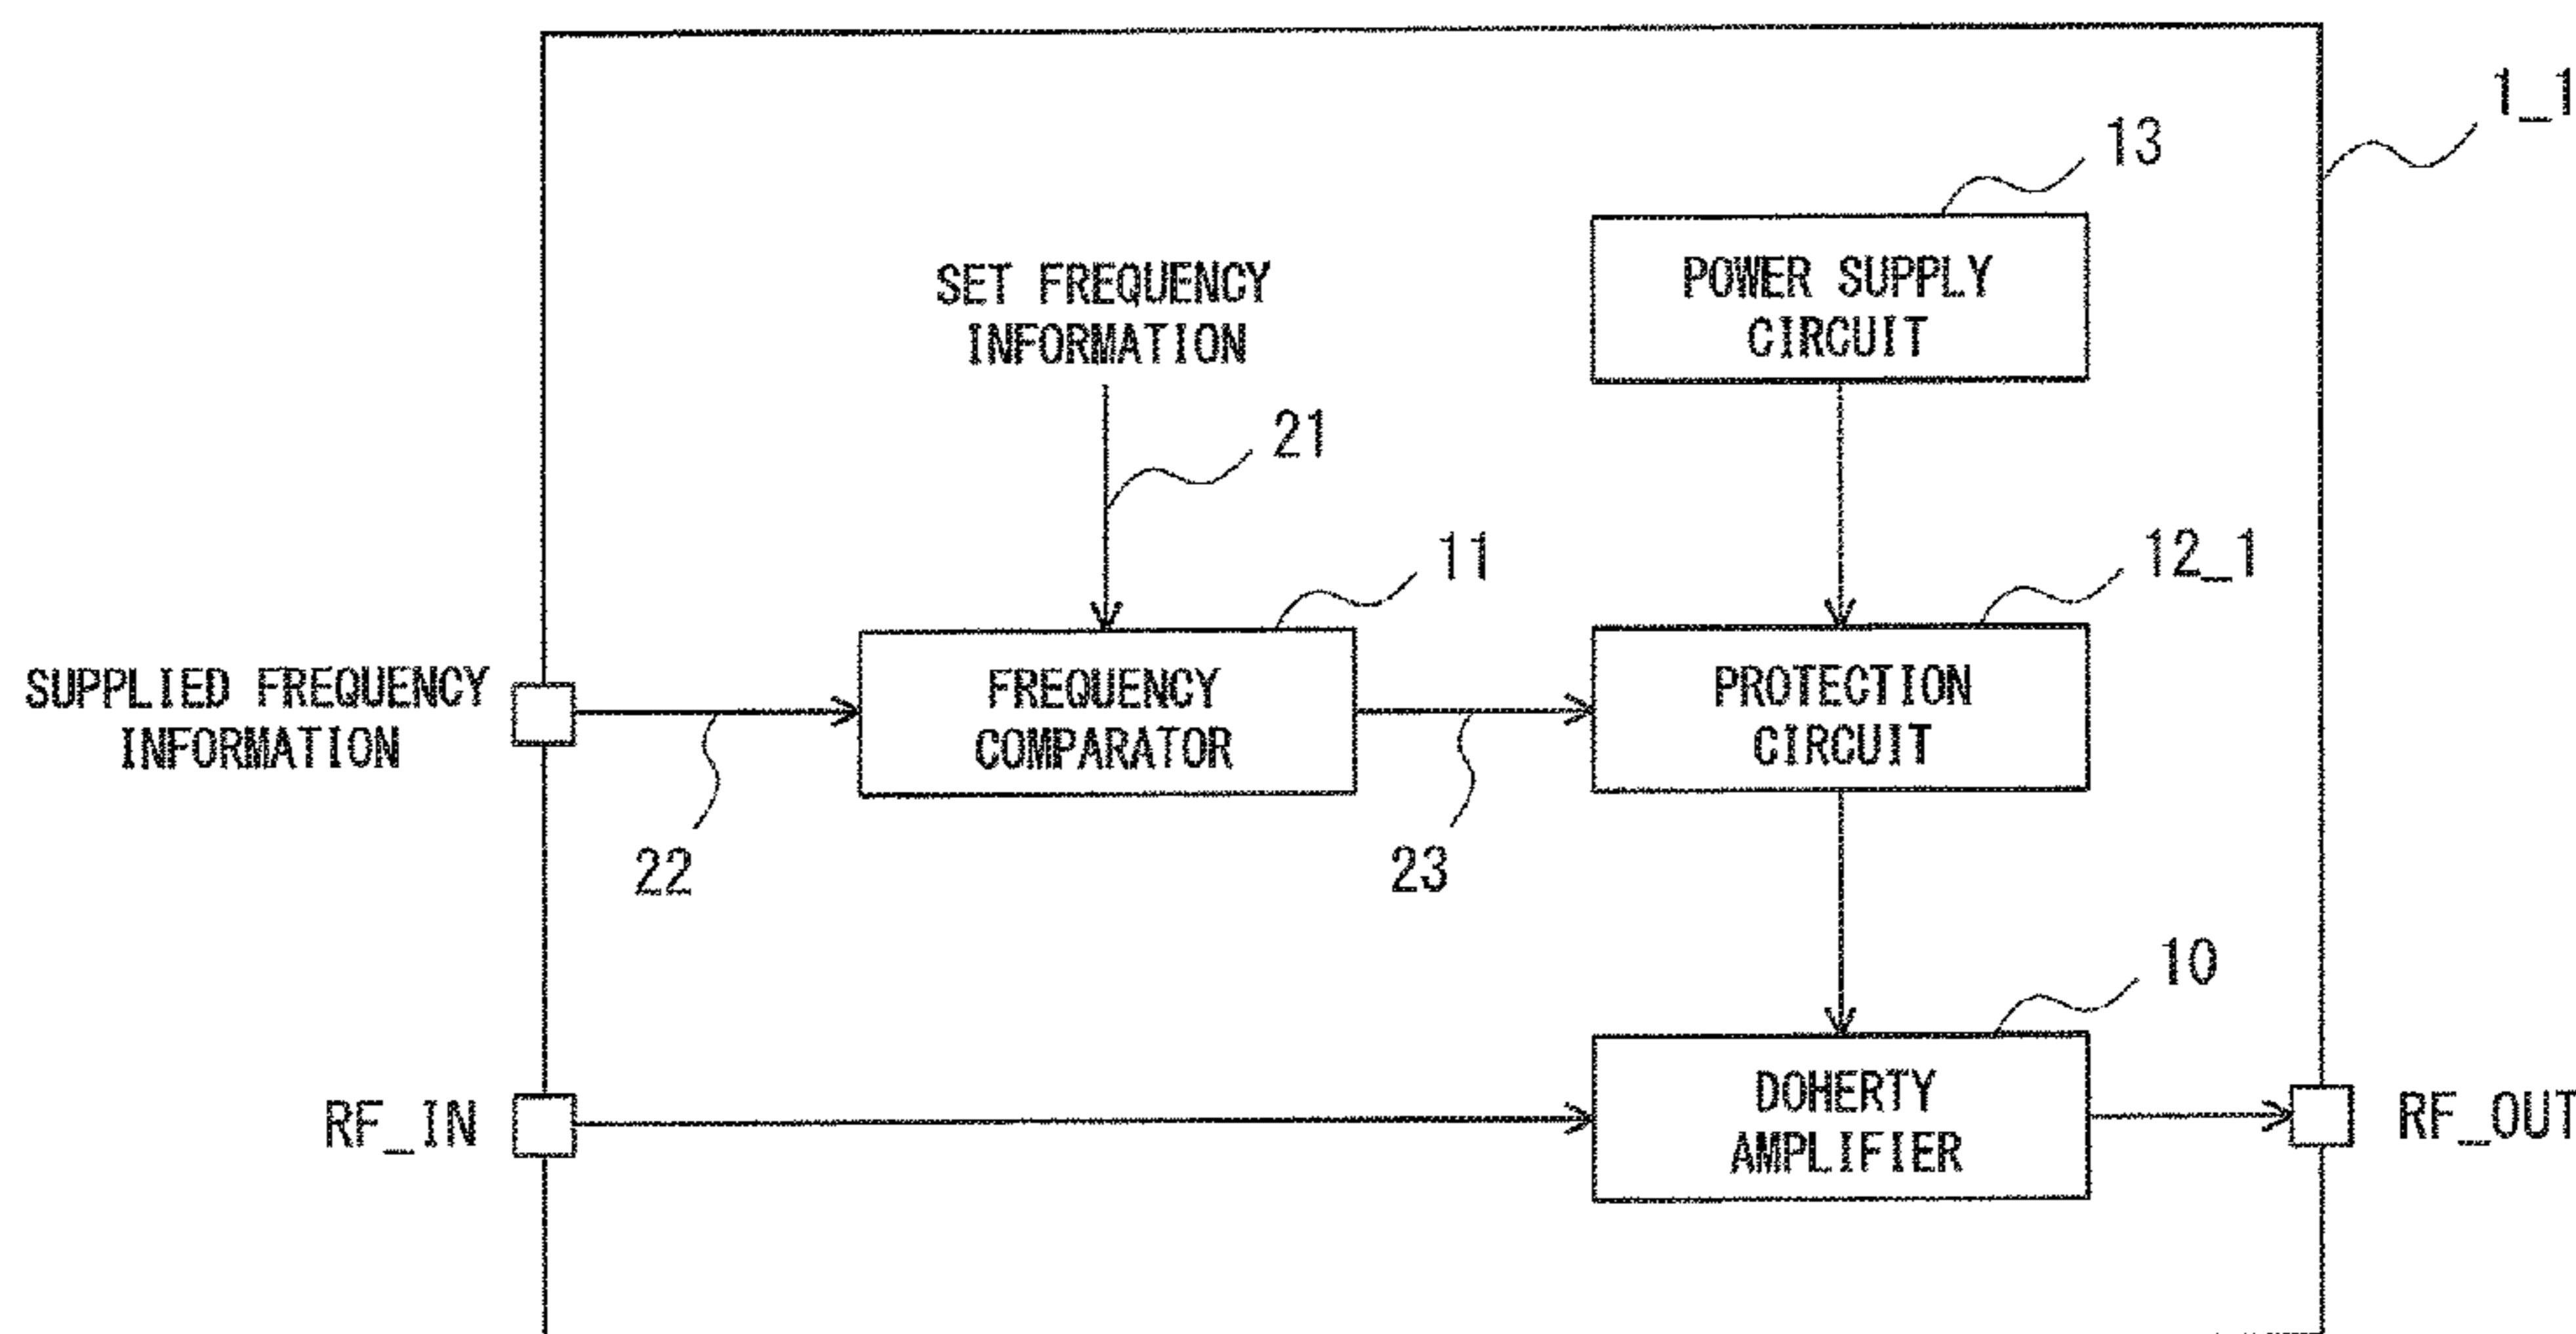 1_1
13
SET FREQUENCY
INFORMATION
POWER SUPPLY
CIRCUIT
21
11
12_1
SUPPLIED FREQUENCY
INFORMATION
FREQUENCY
COMPARATOR
PROTECTION
CIRCUIT
22
23
10
RF_IN
DOHERTY
AMPLIFIER
RF_OUT